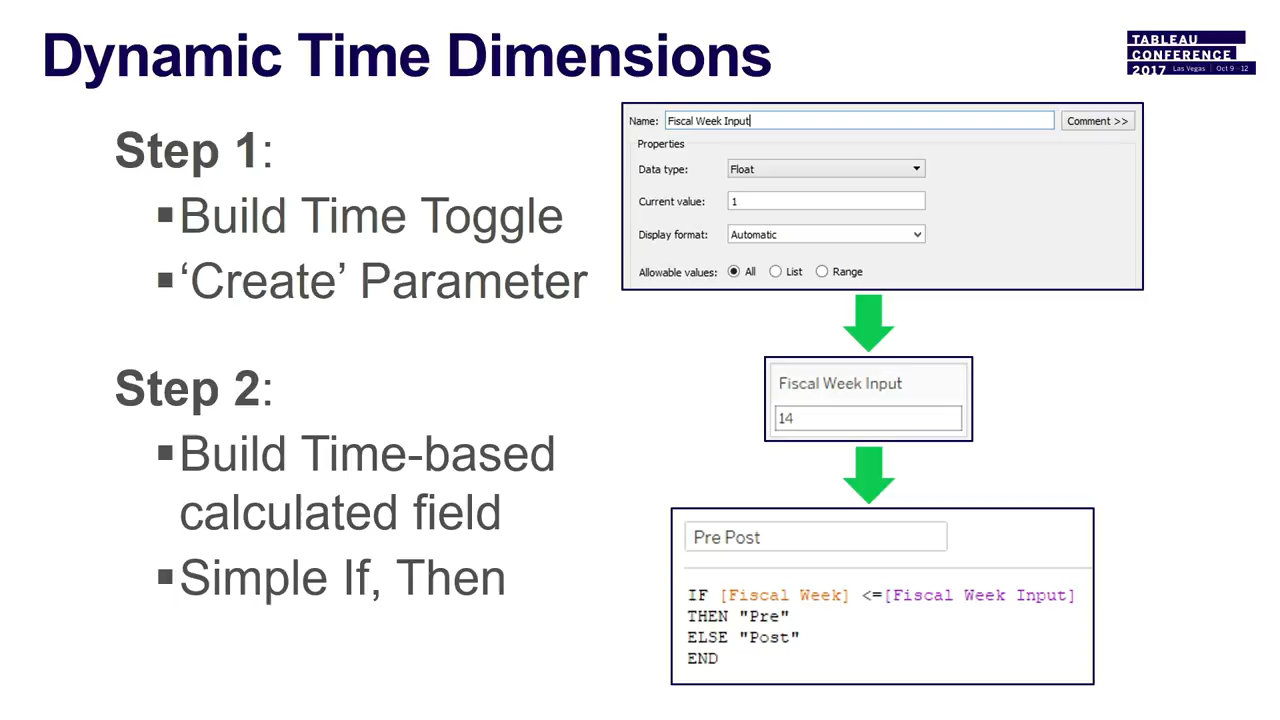 Dynamic Time Dimensions
TABLEAU
CONFERENCE
2017 Las Vegas | Oct 9 - 12
Step 1:
▪Build Time Toggle
▪‘Create’ Parameter
Step 2:
▪Build Time-based
calculated field
▪Simple If, Then
Name: Fiscal Week Input Comment >>
Properties
Data type: Float
Current value: 1
Display format: Automatic
Allowable values: All List Range
Fiscal Week Input
14
Pre Post
IF [Fiscal Week] <=[Fiscal Week Input]
THEN "Pre"
ELSE "Post"
END